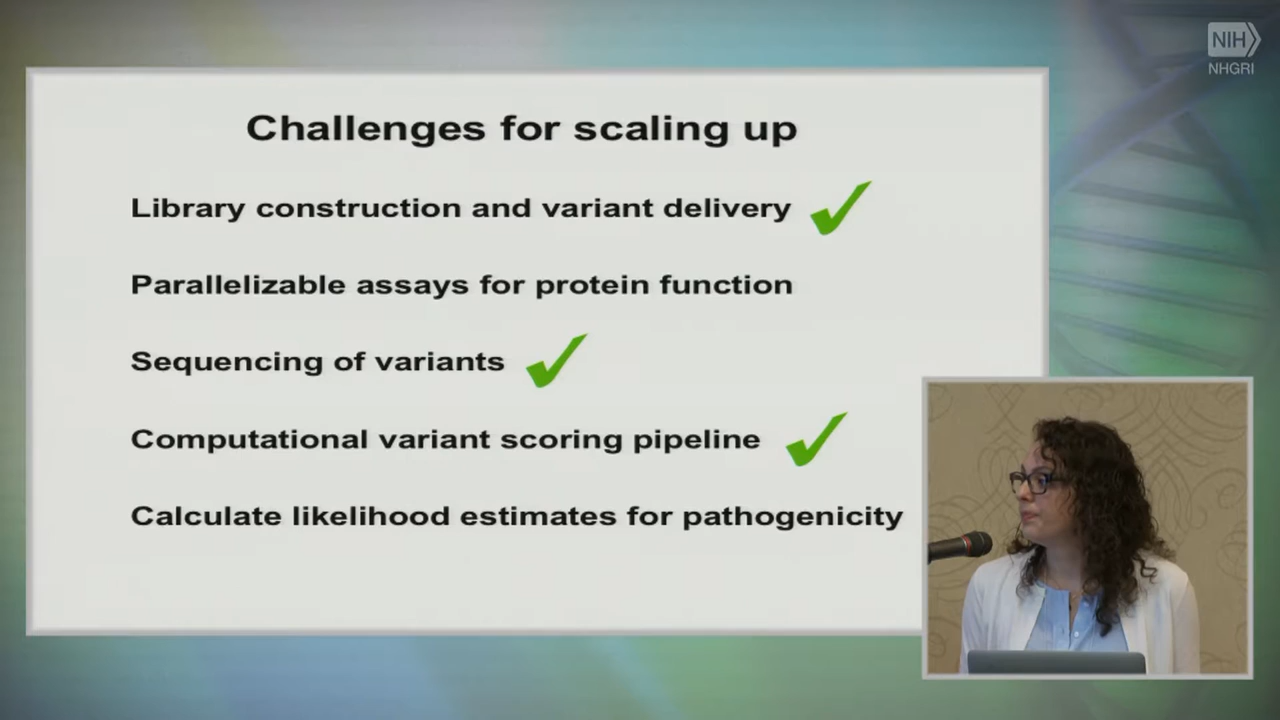 NIH
NHGRI
Challenges for scaling up
Library construction and variant delivery
Parallelizable assays for protein function
Sequencing of variants
Computational variant scoring pipeline
Calculate likelihood estimates for pathogenicity